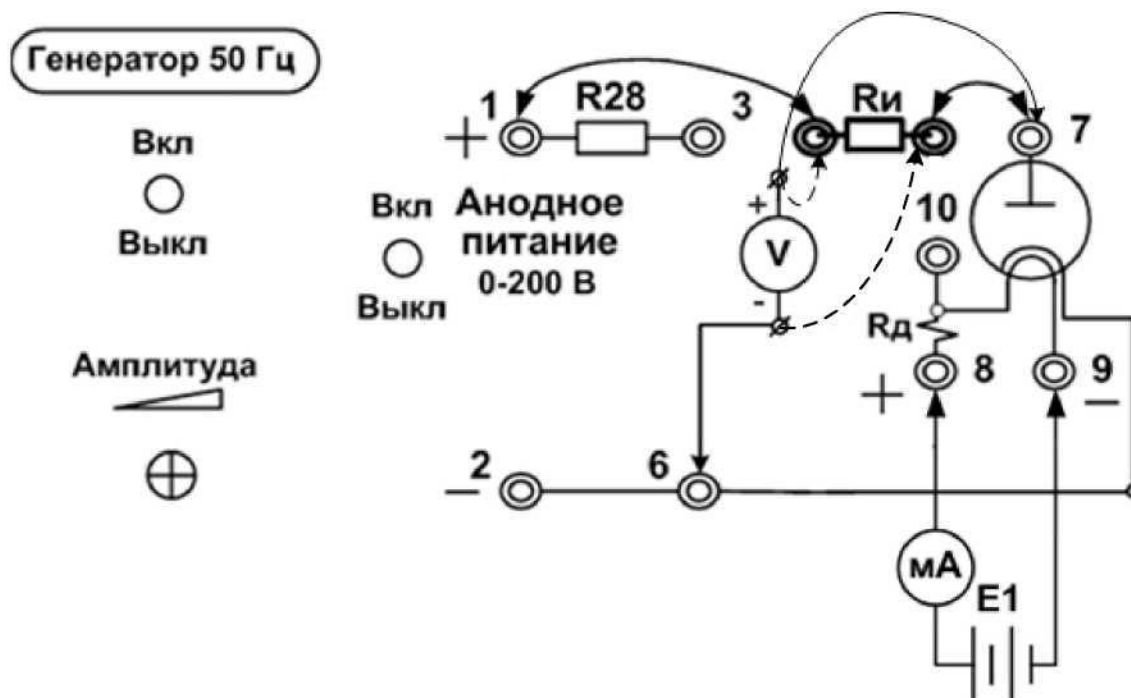 Генератор 50 Гц
Вкл
Выкл
Амплитуда
Вкл
Выкл
Анодное
питание
0-200 В
+
1
R28
3
Rи
7
10
+
V
-
Rд
+
8
9
–
–
2
6
мА
E1